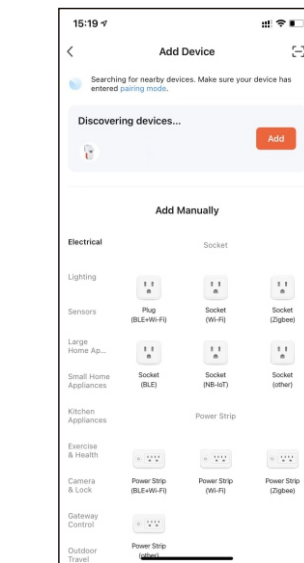 15:19
Add Device
Searching for nearby devices. Make sure your device has
entered pairing mode.
Discovering devices...
Add
Add Manually
Electrical
Socket
Lighting
Plug
(BLE+Wi-Fi)
Socket
(Wi-Fi)
Socket
(Zigbee)
Sensors
Large
Home Ap...
Socket
(BLE)
Socket
(NB-IoT)
Socket
(other)
Small Home
Appliances
Kitchen
Appliances
Power Strip
Exercise
& Health
Power Strip
(BLE+Wi-Fi)
Power Strip
(Wi-Fi)
Power Strip
(Zigbee)
Camera
& Lock
Gateway
Control
Power Strip
(other)
Outdoor
Travel